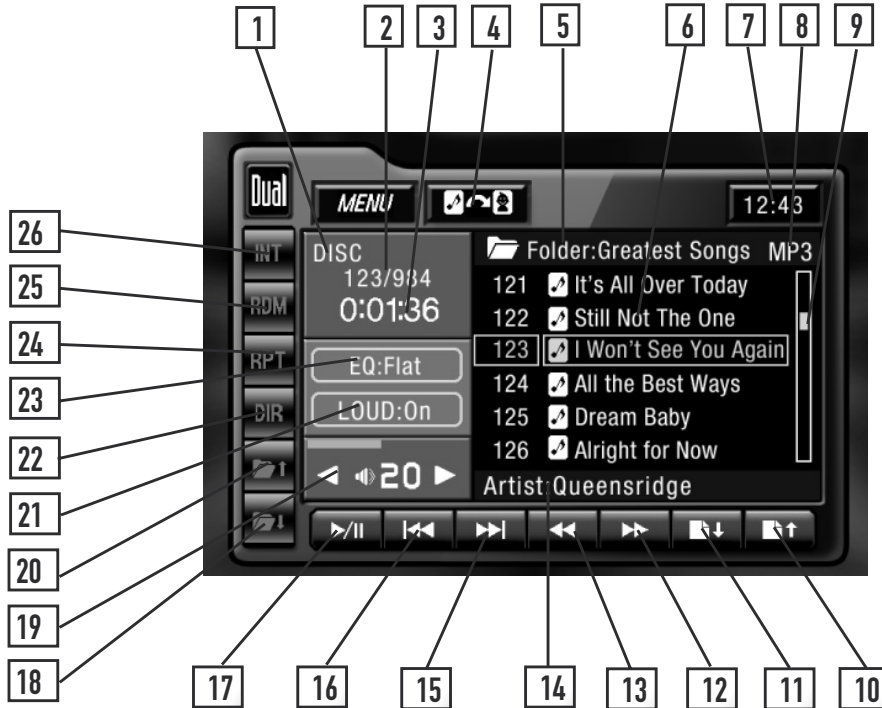 1 2 3 4 5 6 7 8 9
Dual
MENU
12:43
26
INT
DISC
Folder:Greatest Songs MP3
123/984
0:01:36
121 It's All Over Today
122 Still Not The One
123 I Won't See You Again
124 All the Best Ways
125 Dream Baby
126 Alright for Now
25
RDM
24
RPT
EQ:Flat
23
DIR
LOUD:On
22
21
20
20
Artist:Queensridge
19
18
17 16 15 14 13 12 11 10